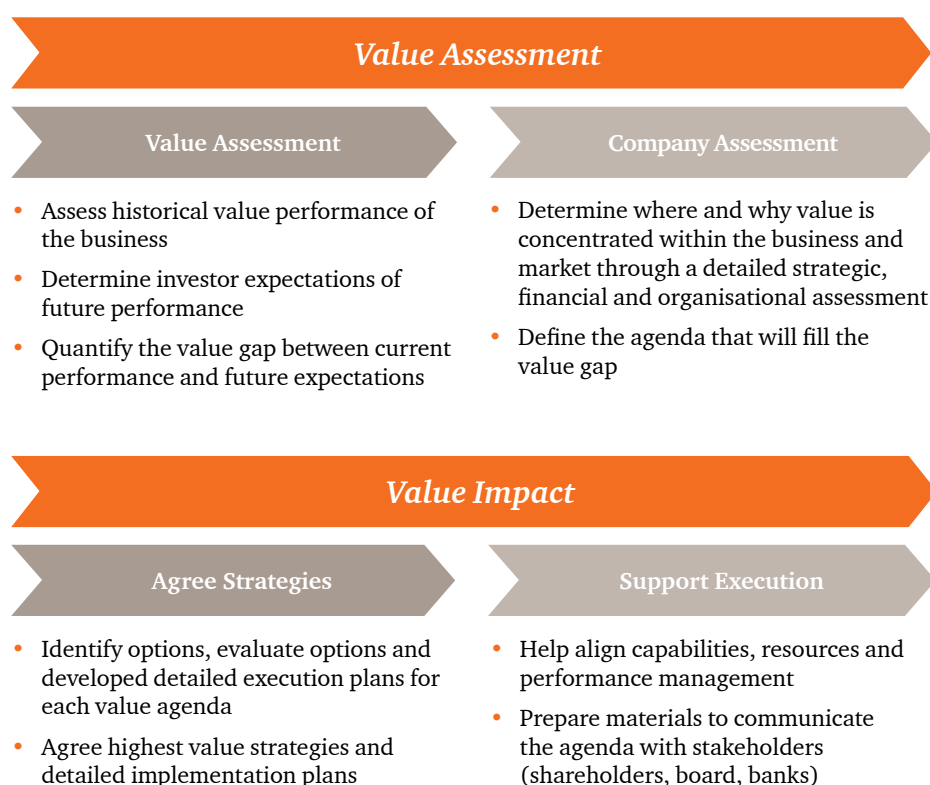 Value Assessment
Value Assessment
• Assess historical value performance of
the business
• Determine investor expectations of
future performance
• Quantify the value gap between current
performance and future expectations
Company Assessment
• Determine where and why value is
concentrated within the business and
market through a detailed strategic,
financial and organisational assessment
• Define the agenda that will fill the
value gap
Value Impact
Agree Strategies
• Identify options, evaluate options and
developed detailed execution plans for
each value agenda
• Agree highest value strategies and
detailed implementation plans
Support Execution
• Help align capabilities, resources and
performance management
• Prepare materials to communicate
the agenda with stakeholders
(shareholders, board, banks)